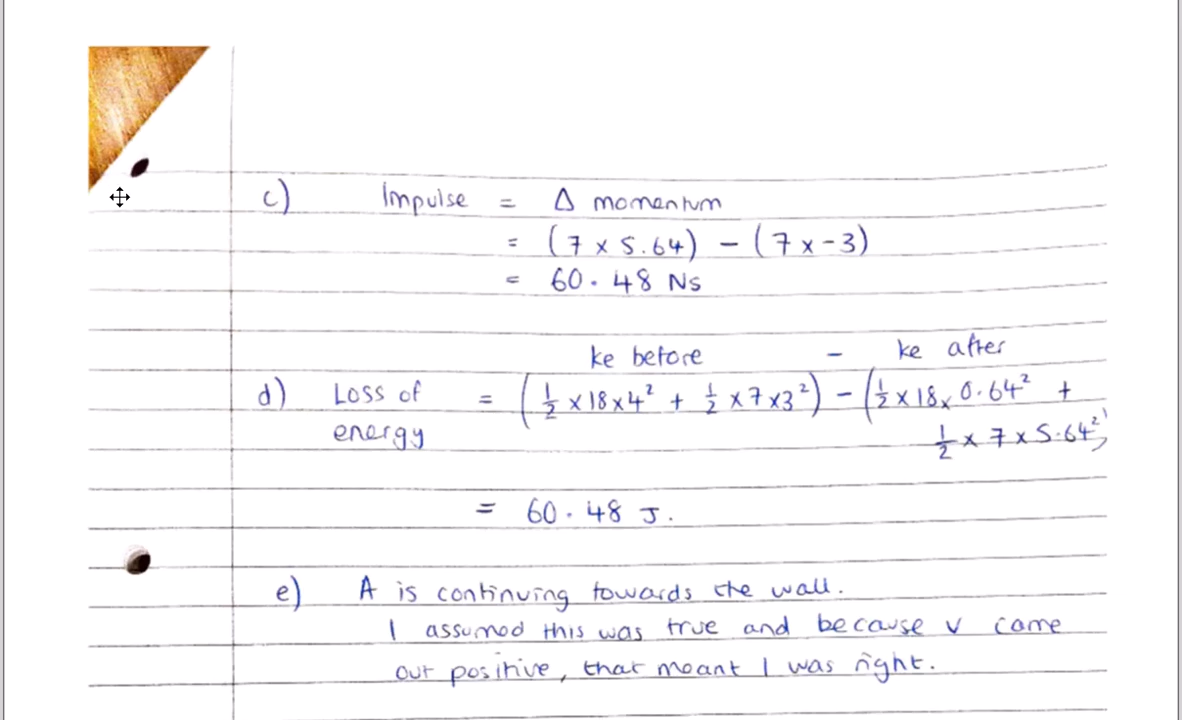 c) Impulse = Δ momentum
= (7 x 5.64) - (7 x -3)
= 60.48 Ns
ke before - ke after
d) Loss of = (½ x 18 x 4² + ½ x 7 x 3²) - (½ x 18 x 0.64² +
energy ½ x 7 x 5.64²)
= 60.48 J.
e) A is continuing towards the wall.
I assumed this was true and because v came
out positive, that meant I was right.